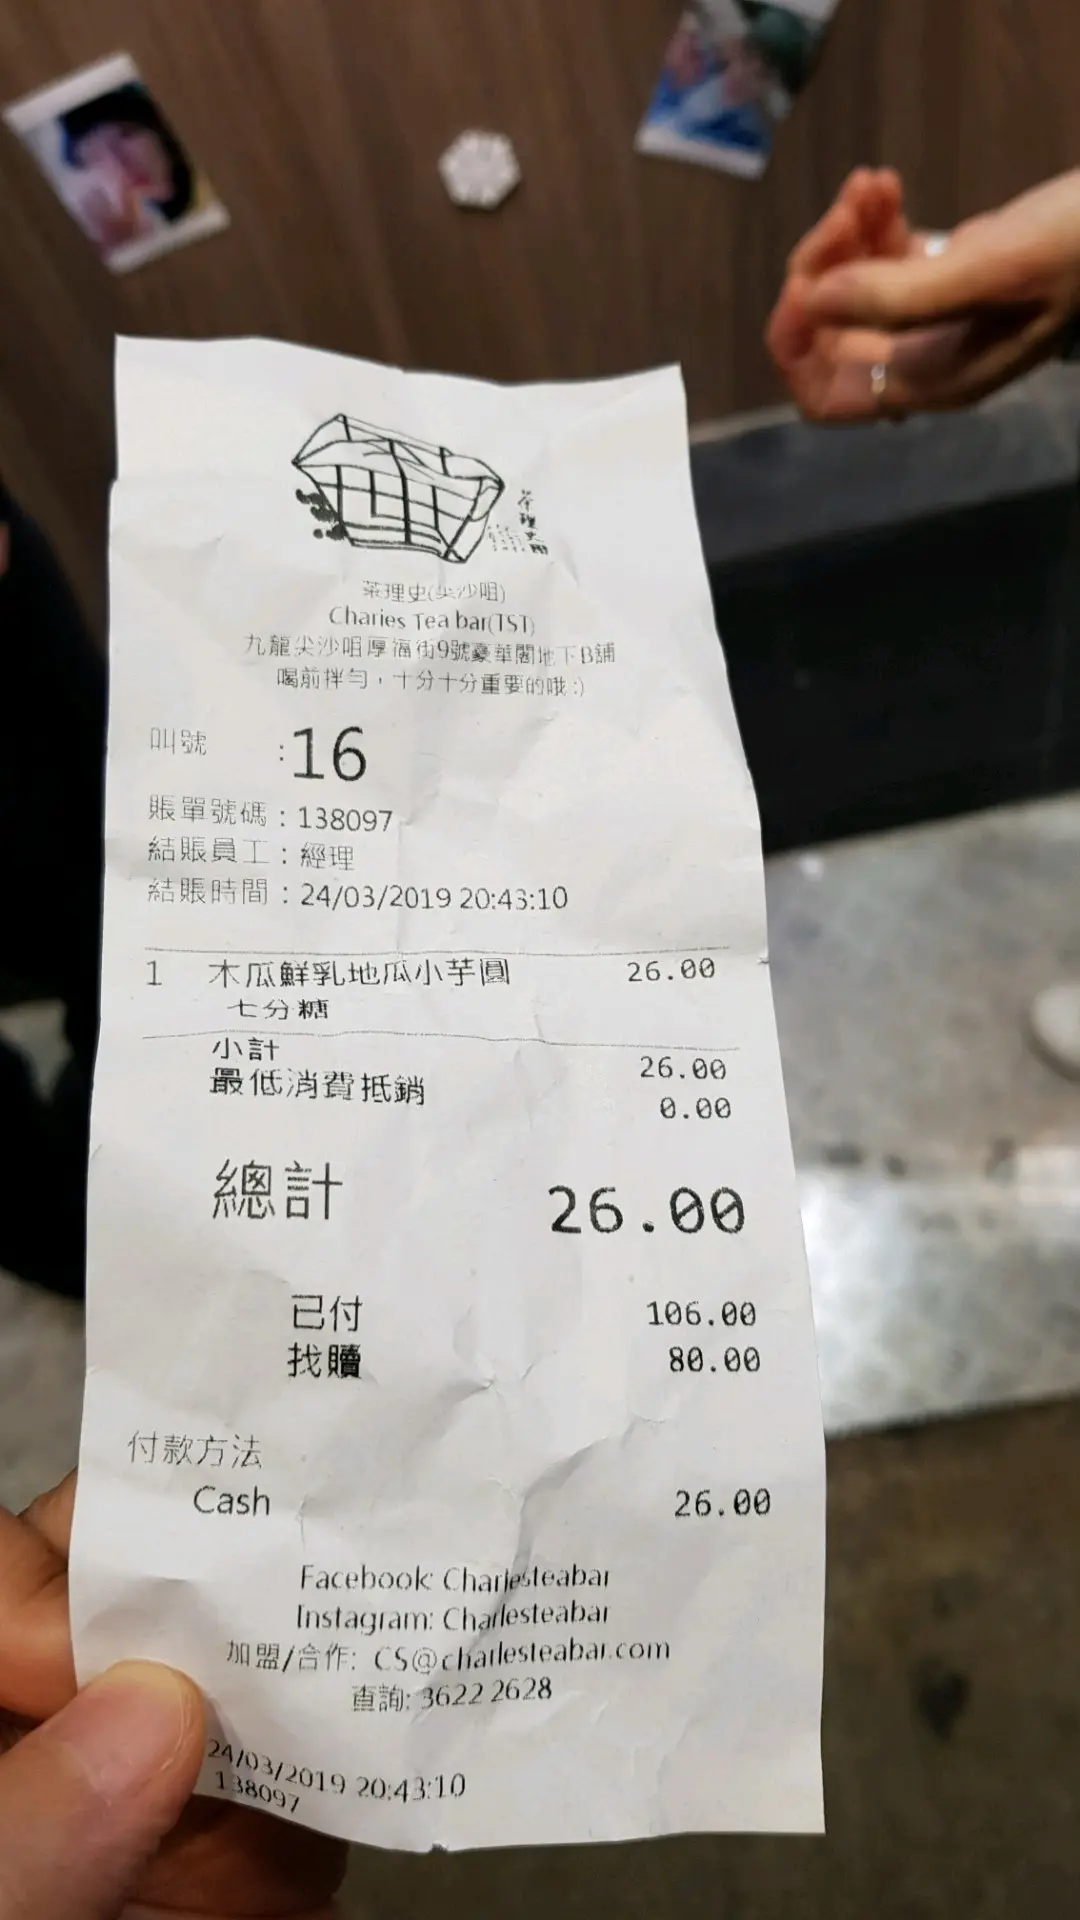 茶理史
茶理史(尖沙咀)
Charles Tea bar(TST)
九龍尖沙咀厚福街9號豪華閣地下B舖
喝前拌勻，十分十分重要的哦:)
叫號 :16
賬單號碼：138097
結賬員工：經理
結賬時間：24/03/2019 20:43:10
1 木瓜鮮乳地瓜小芋圓 26.00
七分糖
小計 26.00
最低消費抵銷 0.00
總計 26.00
已付 106.00
找贖 80.00
付款方法
Cash 26.00
Facebook: Charlesteabar
Instagram: Charlesteabar
加盟/合作: CS@charlesteabar.com
查詢: 3622 2628
24/03/2019 20:43:10
138097